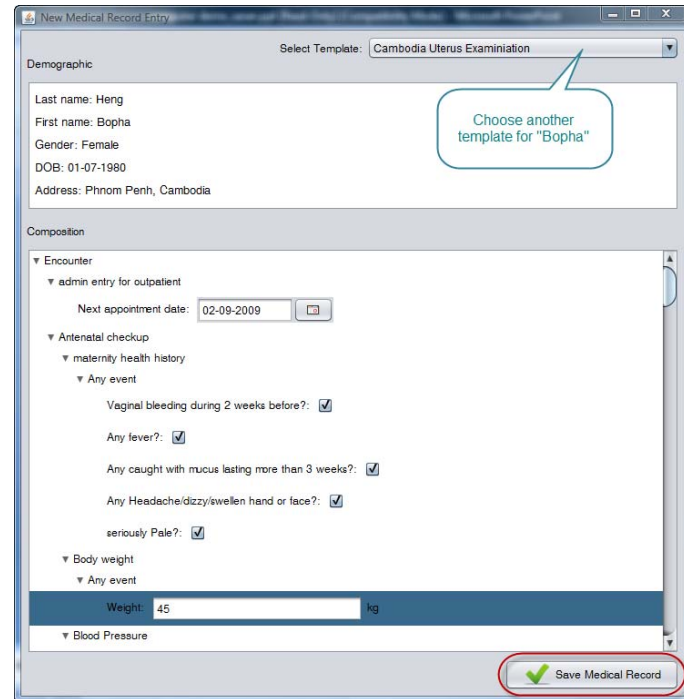 New Medical Record Entry
Select Template: Cambodia Uterus Examiniation
Demographic
Last name: Heng
First name: Bopha
Gender: Female
DOB: 01-07-1980
Address: Phnom Penh, Cambodia
Choose another
template for "Bopha"
Composition
Encounter
admin entry for outpatient
Next appointment date: 02-09-2009
Antenatal checkup
maternity health history
Any event
Vaginal bleeding during 2 weeks before?:
Any fever?:
Any caught with mucus lasting more than 3 weeks?:
Any Headache/dizzy/swellen hand or face?:
seriously Pale?:
Body weight
Any event
Weight: 45 kg
Blood Pressure
Save Medical Record